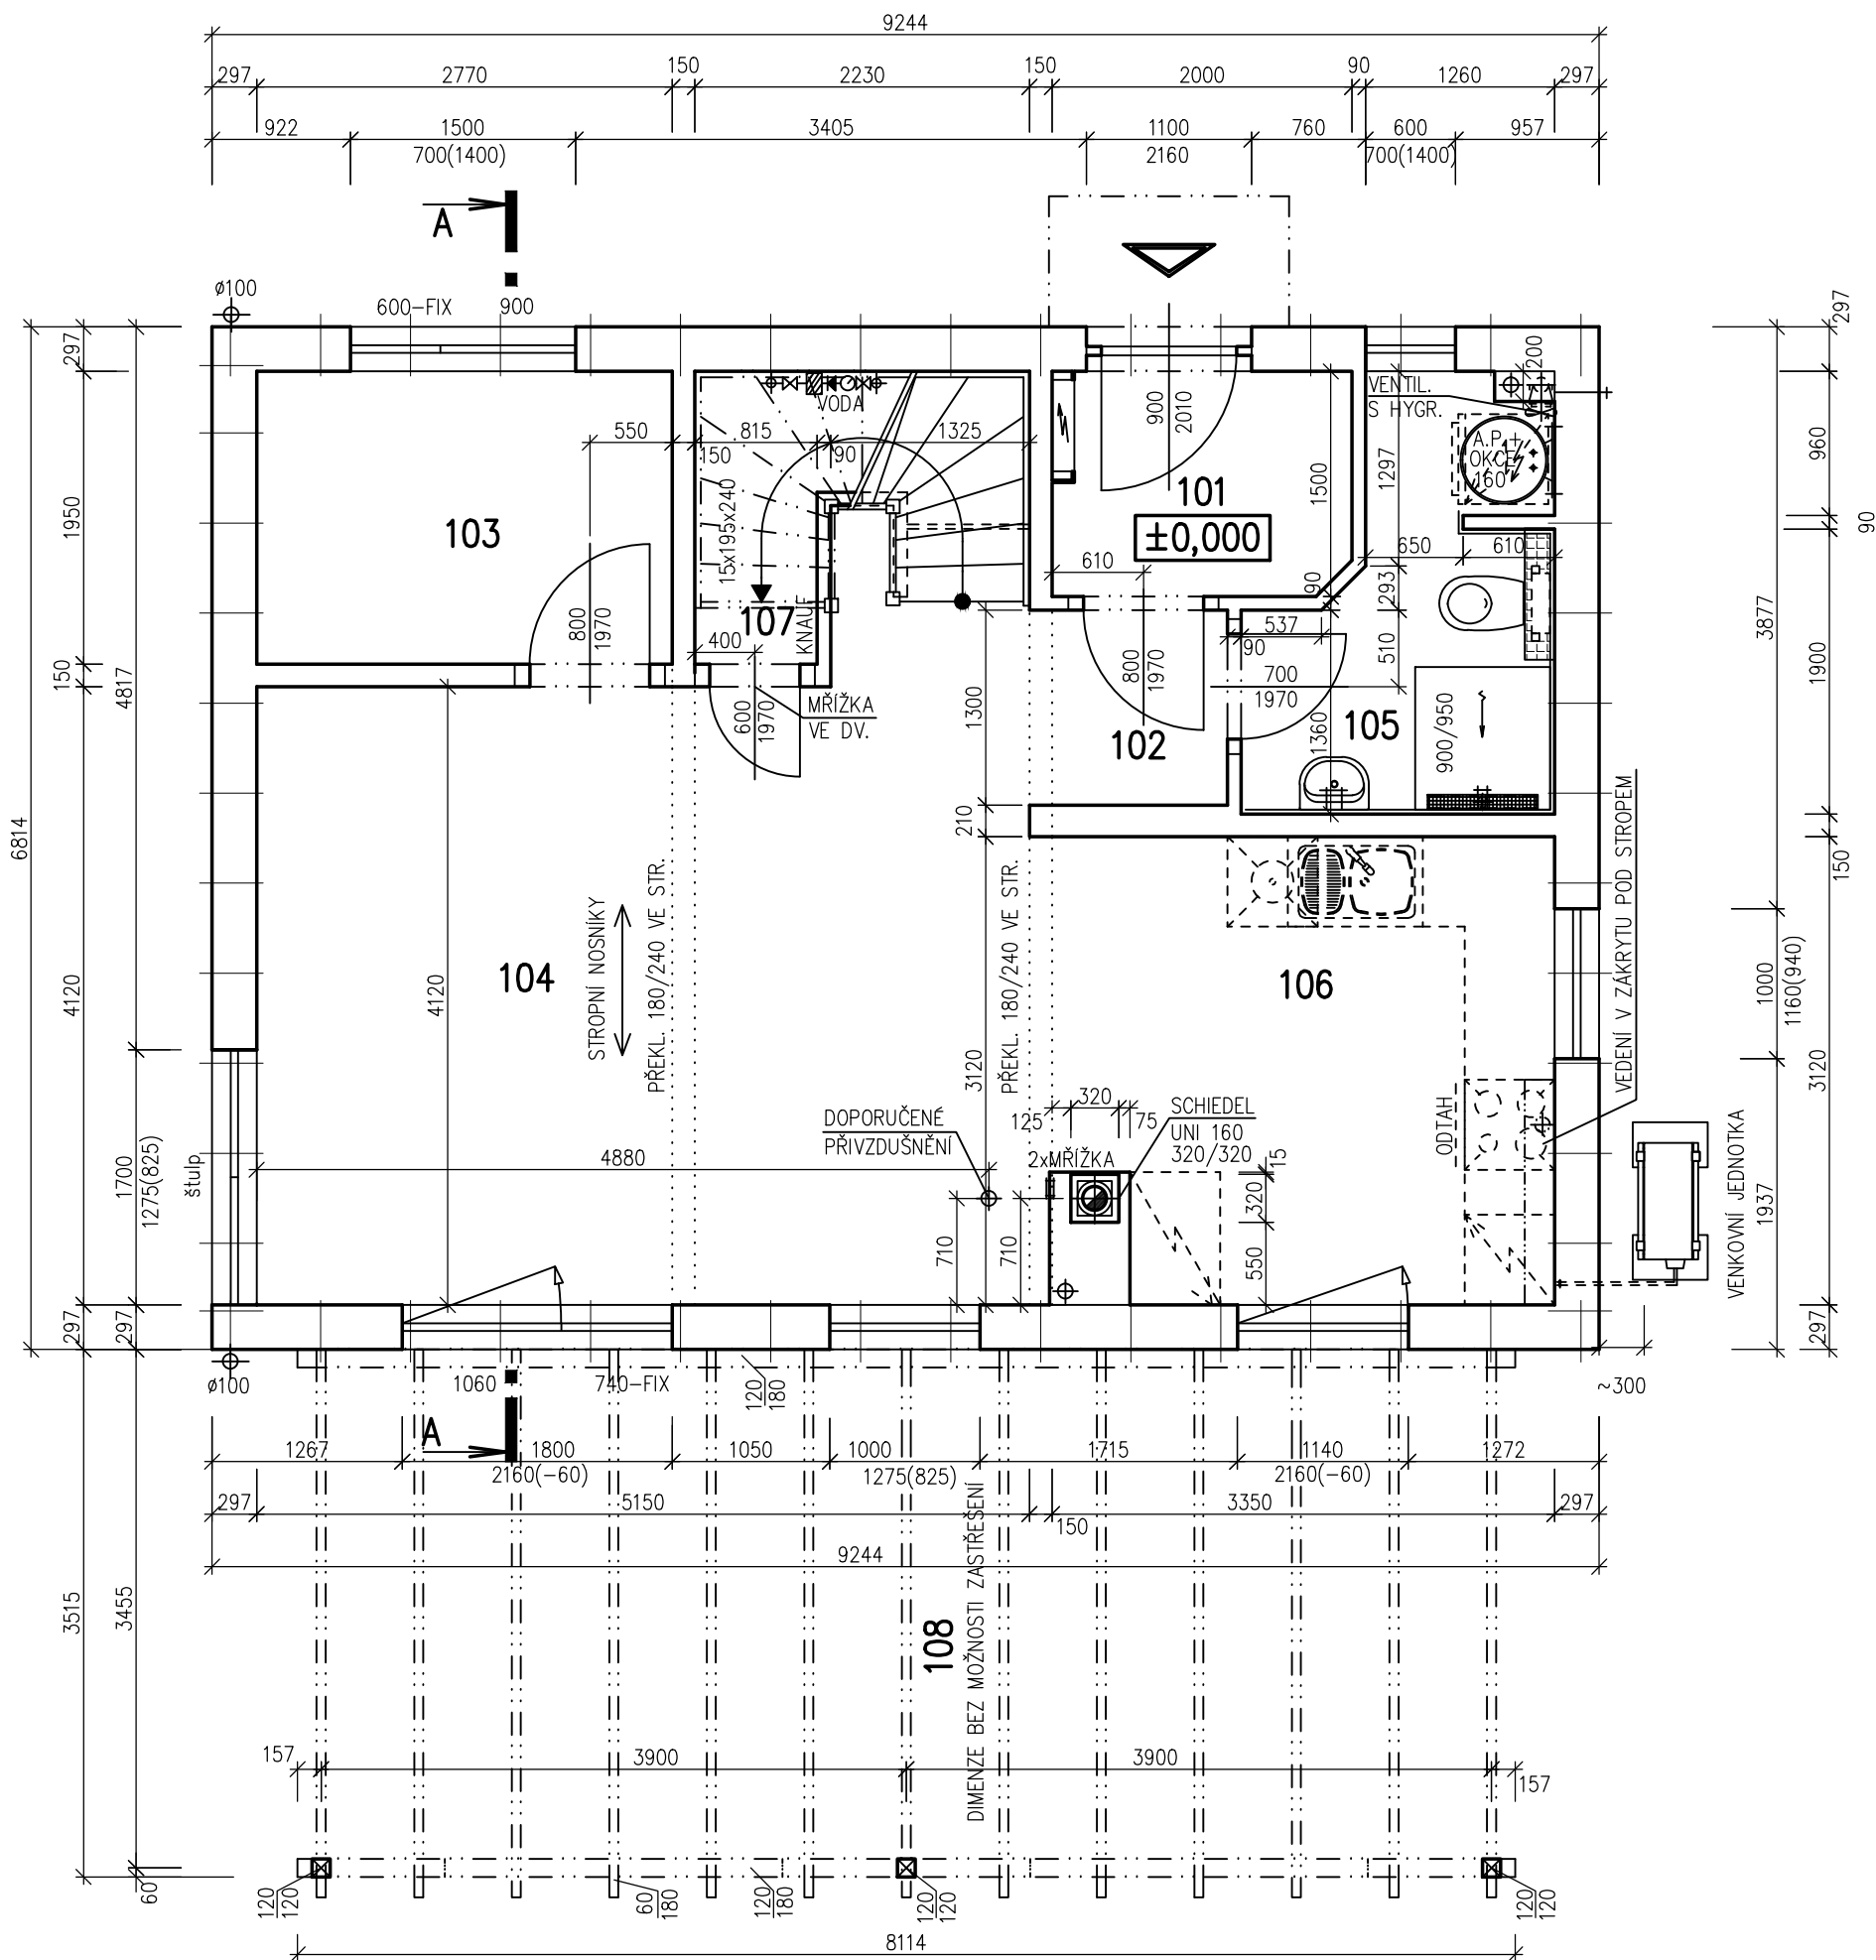 9244
297 2770 150 2230 150 2000 90 1260 297
922 1500 3405 1100 760 600 957
700(1400) 2160 700(1400)
A
ø100
600-FIX 900
297
VODA
900
2010
200
VENTIL.
S HYGR.
A.P.+
OKCE
160
550 815 1325
150 90
15x195x240
1500
1297
960
90
103
101
±0,000
610
650 610
90
293
107
KNAUF
400
800
1970
600
1970
MŘÍŽKA
VE DV.
800
1970
537
90
510
700
1970
102
105
1360
900/950
1300
210
297
1950
150
4817
6814
4120
1700
1275(825)
štulp
297
297
3877
1900
150
1000
1160(940)
3120
1937
297
VEDENÍ V ZÁKRYTU POD STROPEM
104
106
4120
STROPNÍ NOSNÍKY
PŘEKL. 180/240 VE STR.
PŘEKL. 180/240 VE STR.
3120
DOPORUČENÉ
PŘIVZDUŠNĚNÍ
4880
125 320 75
SCHIEDEL
UNI 160
320/320
2xMŘÍŽKA
15
320
550
710
710
ODTAH
VENKOVNÍ JEDNOTKA
ø100
1060 740-FIX
120
180
~300
A
1267 1800 1050 1000 1715 1140 1272
2160(-60) 1275(825) 2160(-60)
297 5150 150 3350 297
9244
3515
3455
60
108
DIMENZE BEZ MOŽNOSTI ZASTŘEŠENÍ
157 3900 3900 157
120
120
60
180
120
180
120
120
120
120
8114